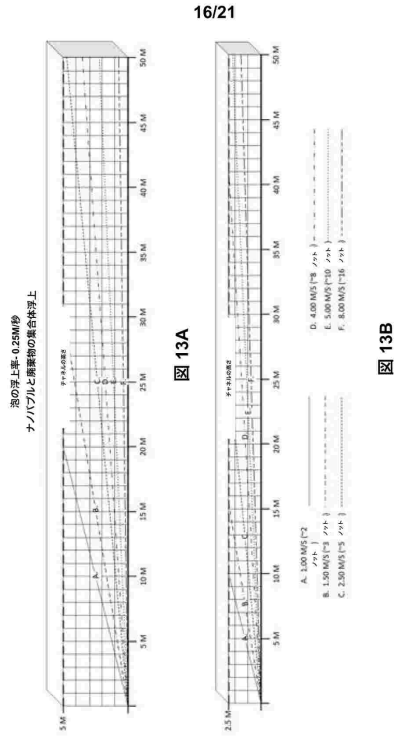 16/21
泡の浮上率- 0.25M/秒
ナノバブルと廃棄物の集合体浮上
5 M
チャネルの高さ
A
B
C
D
E
F
5 M
10 M
15 M
20 M
25 M
30 M
35 M
40 M
45 M
50 M
図 13A
2.5 M
チャネルの高さ
A
B
C
D
E
F
5 M
10 M
15 M
20 M
25 M
30 M
35 M
40 M
45 M
50 M
A. 1.00 M/S (~2
ノット )
B. 1.50 M/S (~3 ノット )
C. 2.50 M/S (~5 ノット )
D. 4.00 M/S (~8 ノット )
E. 5.00 M/S (~10 ノット )
F. 8.00 M/S (~16 ノット )
図 13B